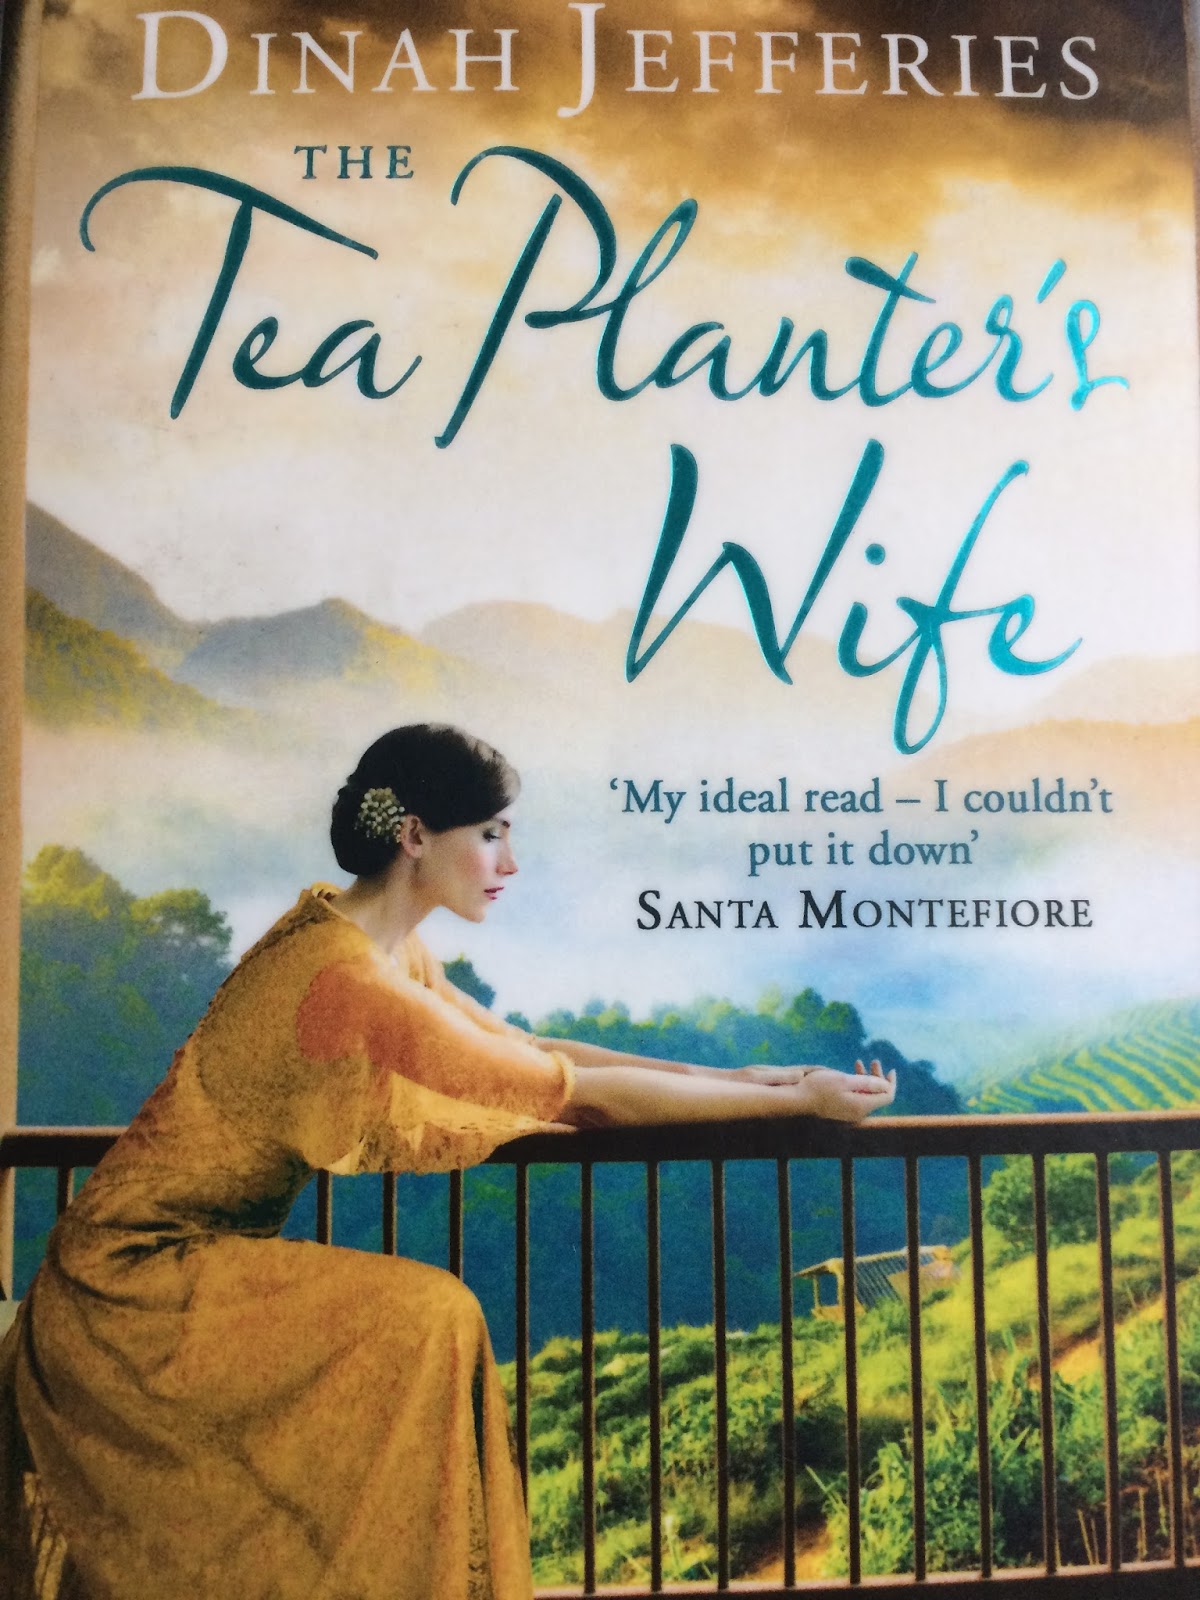 DINAH JEFFERIES
THE
Tea Planter's
Wife
‘My ideal read – I couldn’t
put it down’
SANTA MONTEFIORE